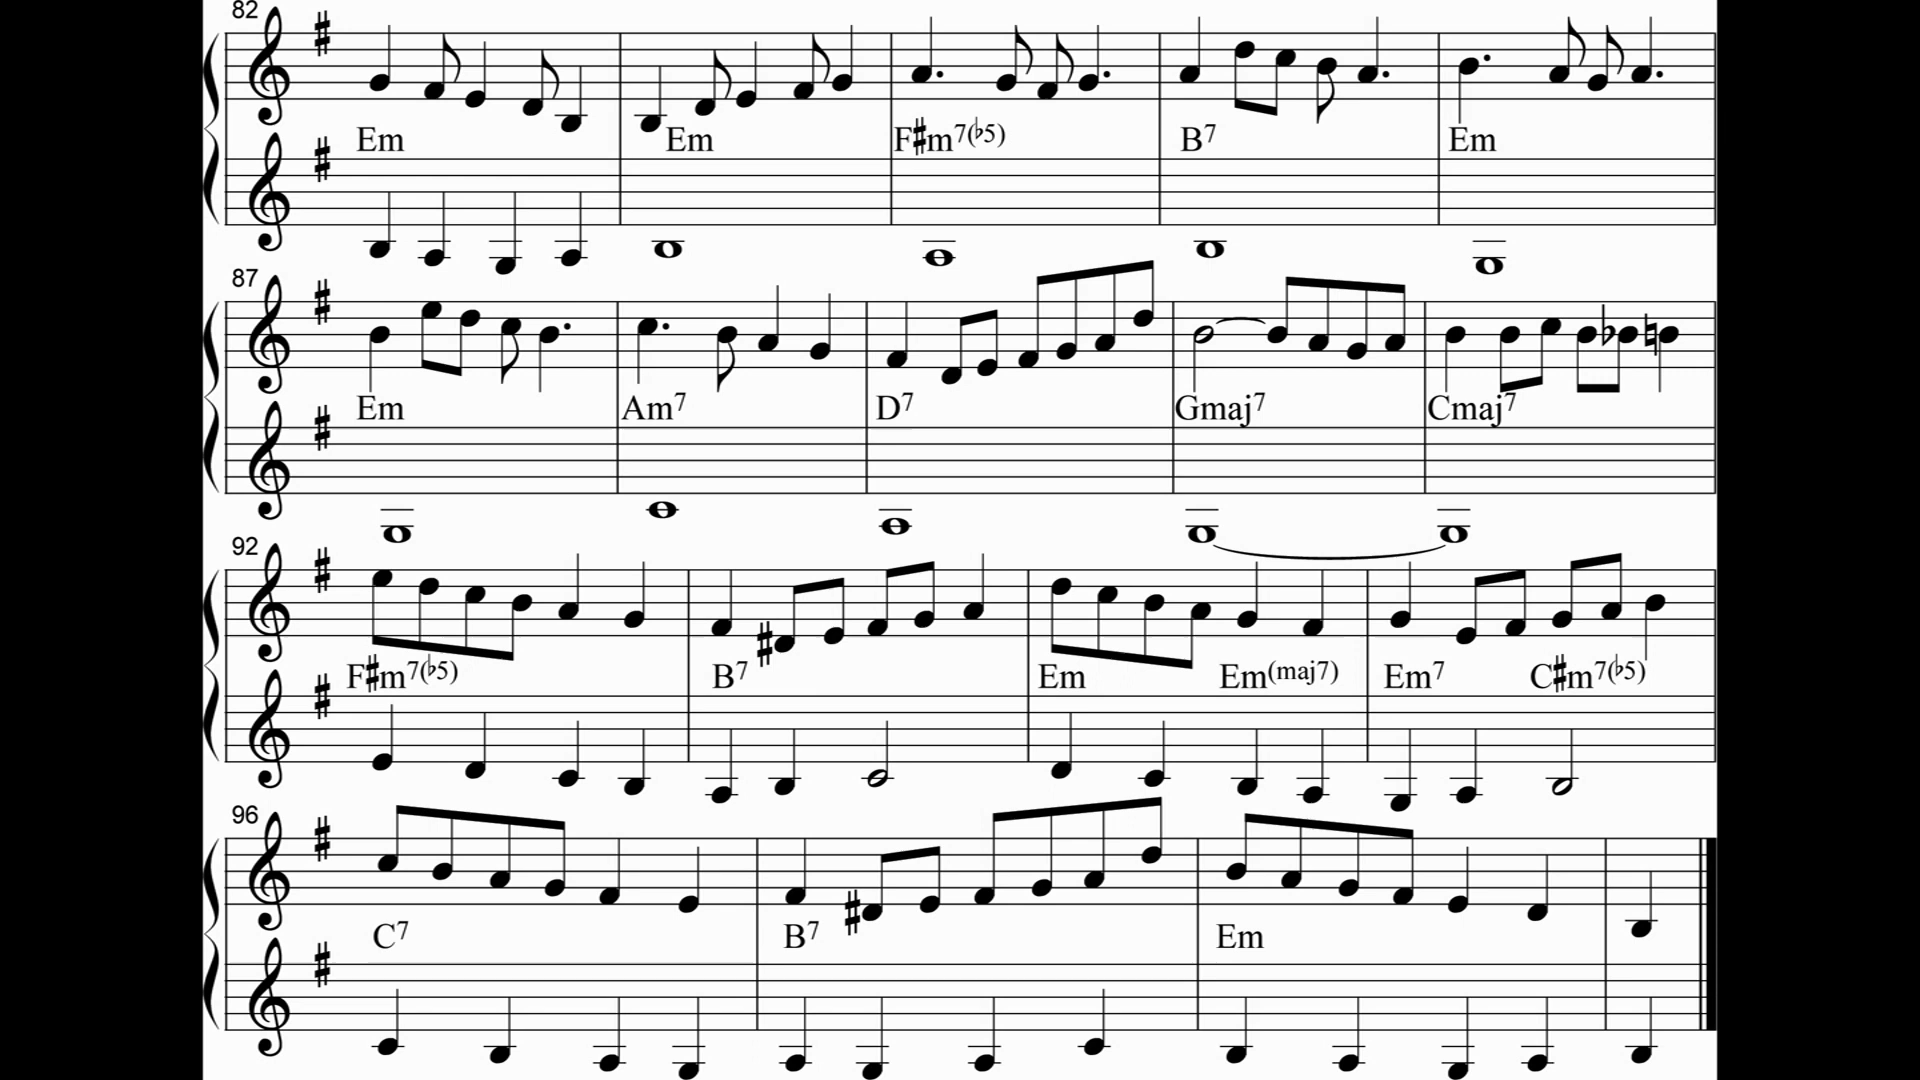 82
Em Em F♯m7(♭5) B7 Em
87
Em Am7 D7 Gmaj7 Cmaj7
92
F♯m7(♭5) B7 Em Em(maj7) Em7 C♯m7(♭5)
96
C7 B7 Em